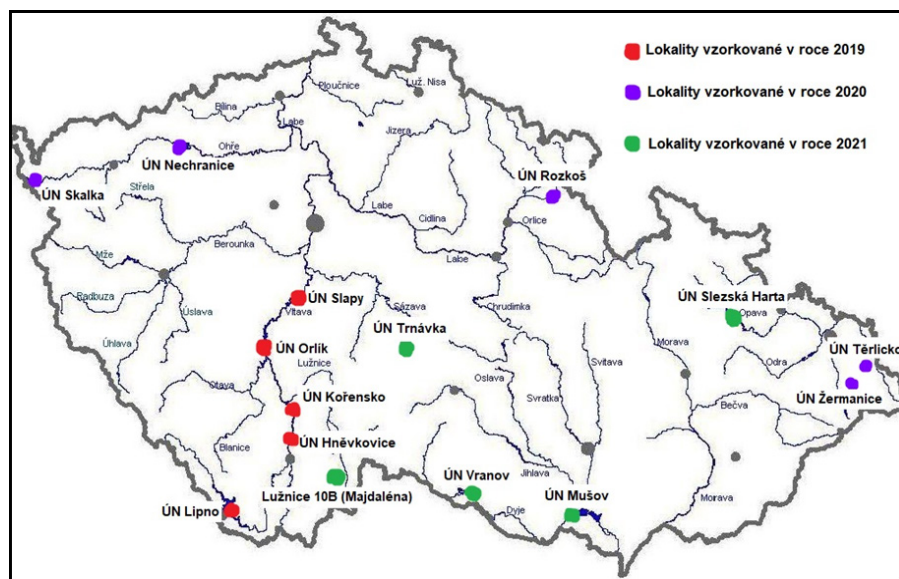 Lokality vzorkované v roce 2019
Lokality vzorkované v roce 2020
Lokality vzorkované v roce 2021
Ploučnice
Luž. Nisa
Bílina
Labe
Jizera
Ohře
ÚN Nechranice
ÚN Skalka
Střela
ÚN Rozkoš
Labe
Cidlina
Orlice
Berounka
Labe
Mže
Radbuza
Úslava
Úhlava
ÚN Slapy
Vltava
Sázava
Chrudimka
ÚN Slezská Harta
Opava
ÚN Trnávka
ÚN Orlík
Lužnice
Svitava
Morava
Odra
ÚN Těrlicko
ÚN Žermanice
Otava
Oslava
Svratka
Bečva
ÚN Kořensko
Blanice
ÚN Hněvkovice
Jihlava
Lužnice 10B (Majdaléna)
ÚN Vranov
ÚN Mušov
Morava
ÚN Lipno
Dyje